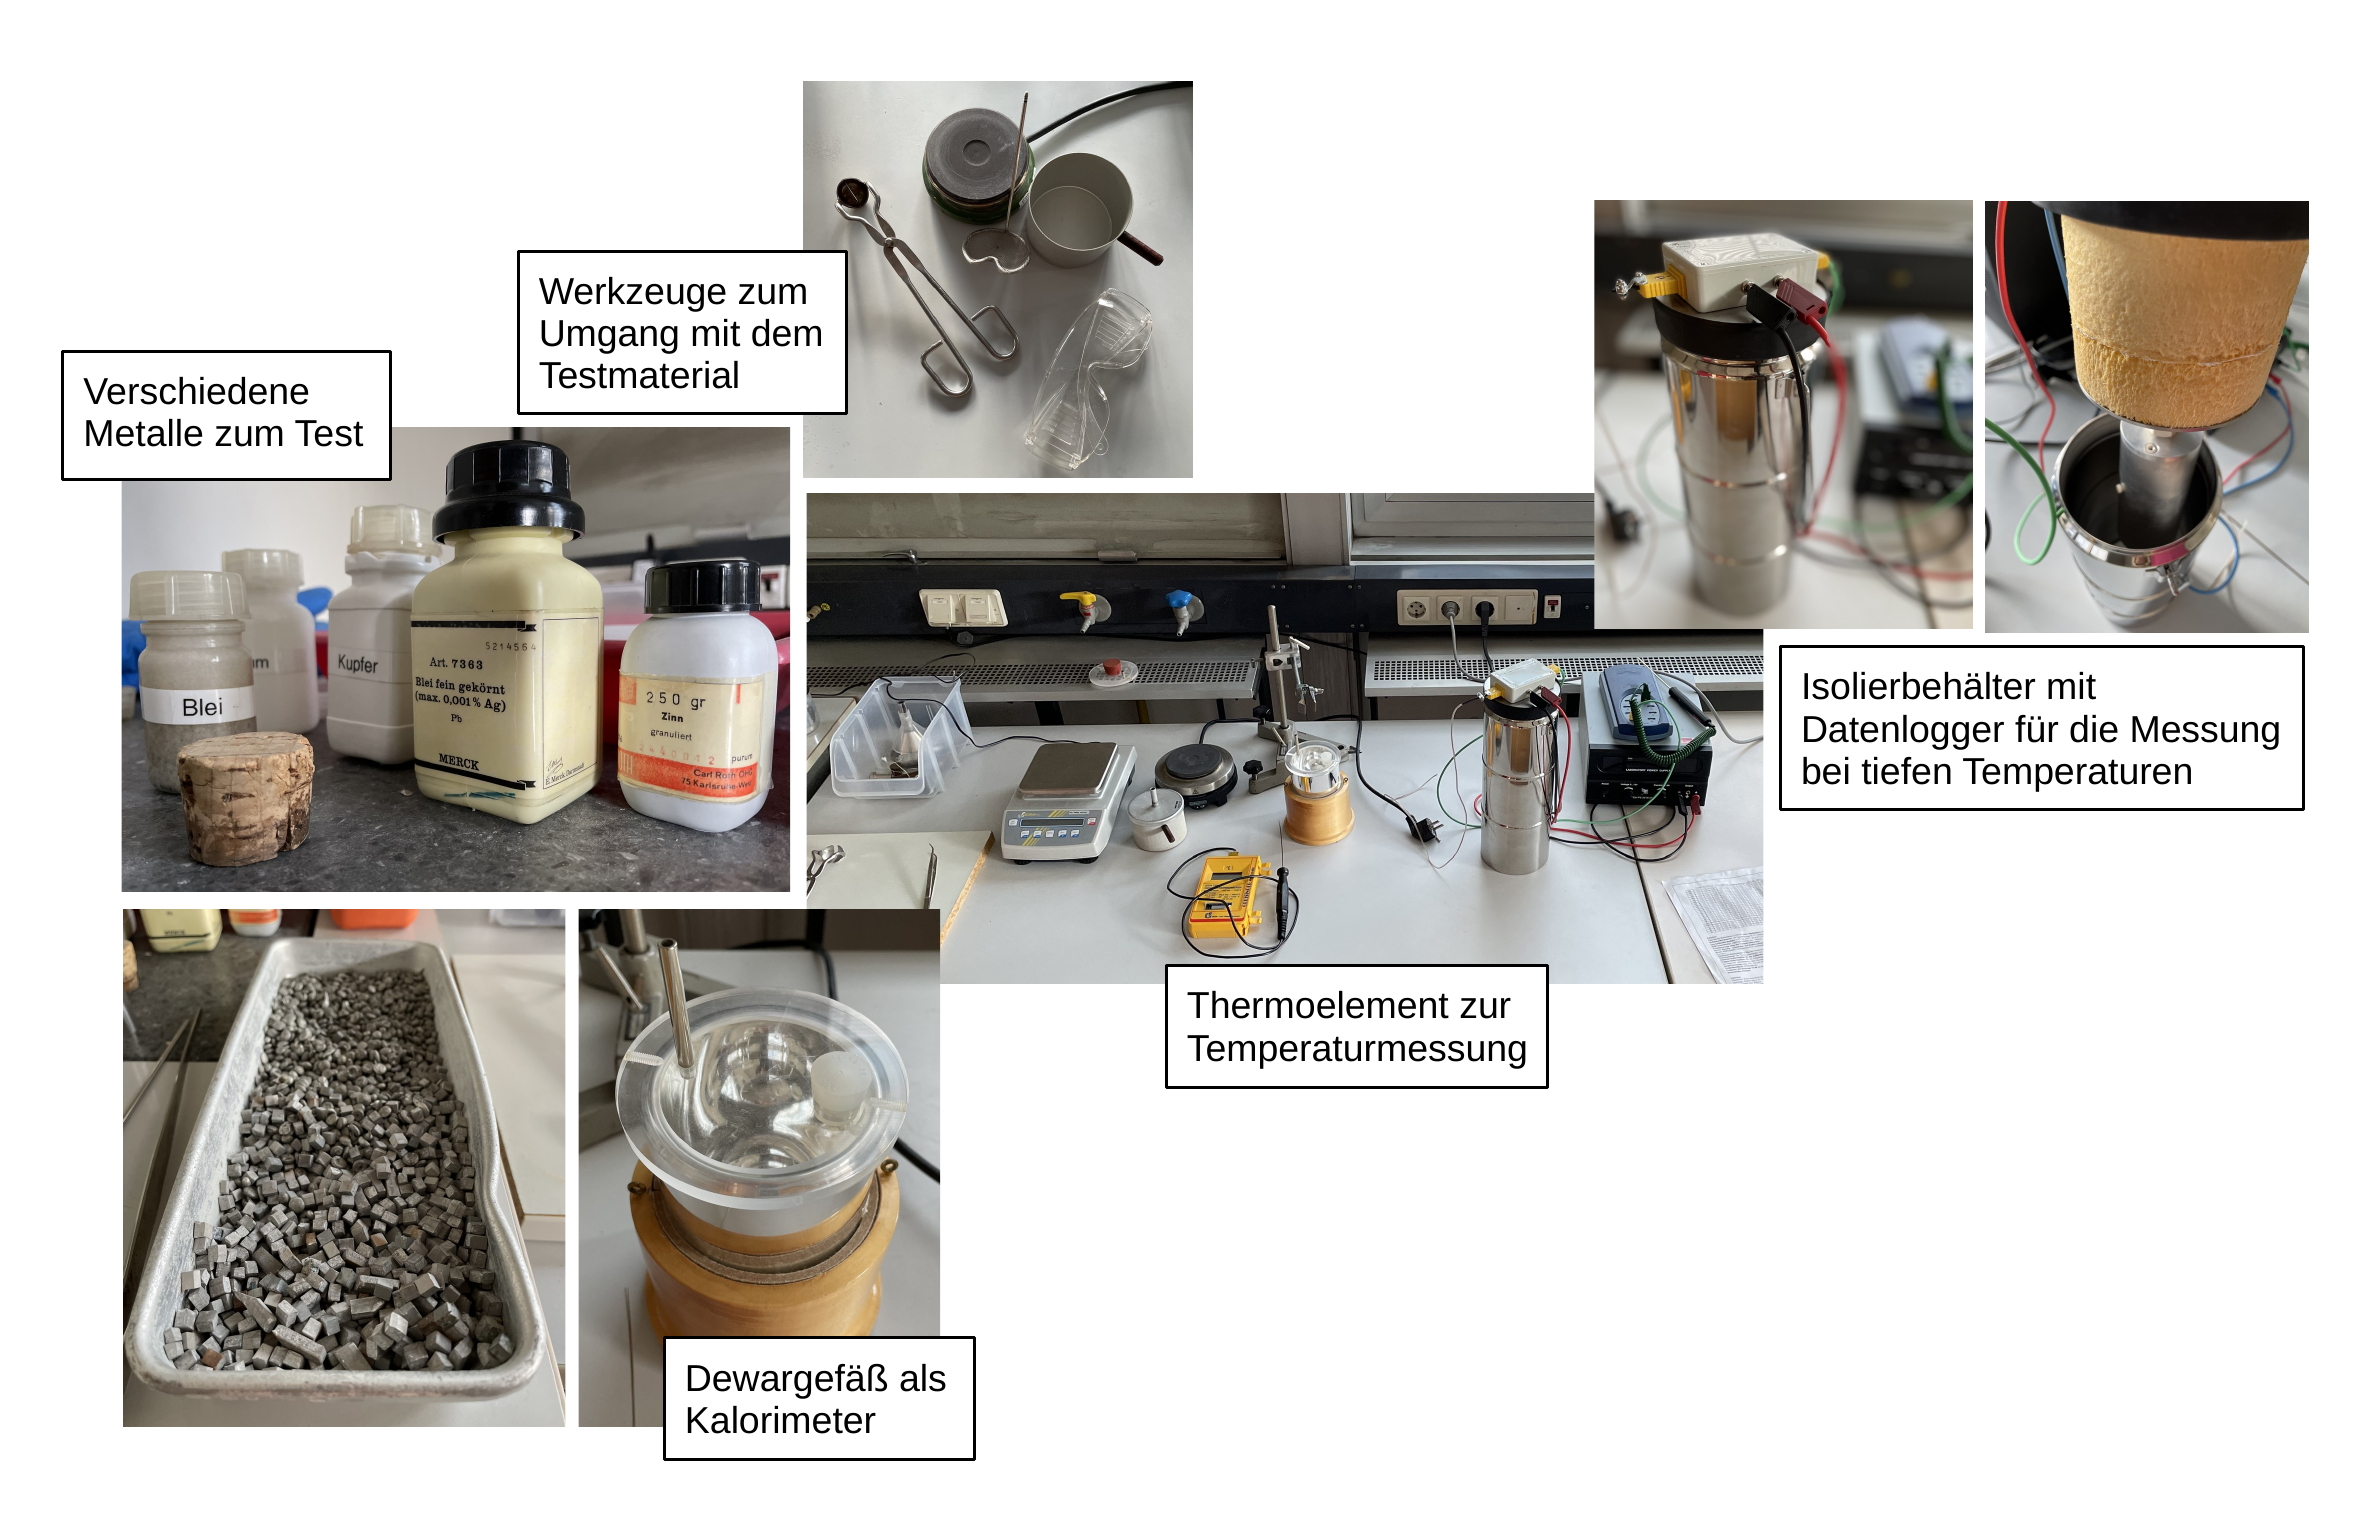 Werkzeuge zum
Umgang mit dem
Testmaterial
Verschiedene
Metalle zum Test
Kupfer
Blei
5214564
Art. 7363
Blei fein gekörnt
(max. 0,001% Ag)
Pb
MERCK
250 gr
Zinn
granuliert
purum
Carl Roth OHG
75 Karlsruhe-West
Isolierbehälter mit
Datenlogger für die Messung
bei tiefen Temperaturen
Thermoelement zur
Temperaturmessung
Dewargefäß als
Kalorimeter